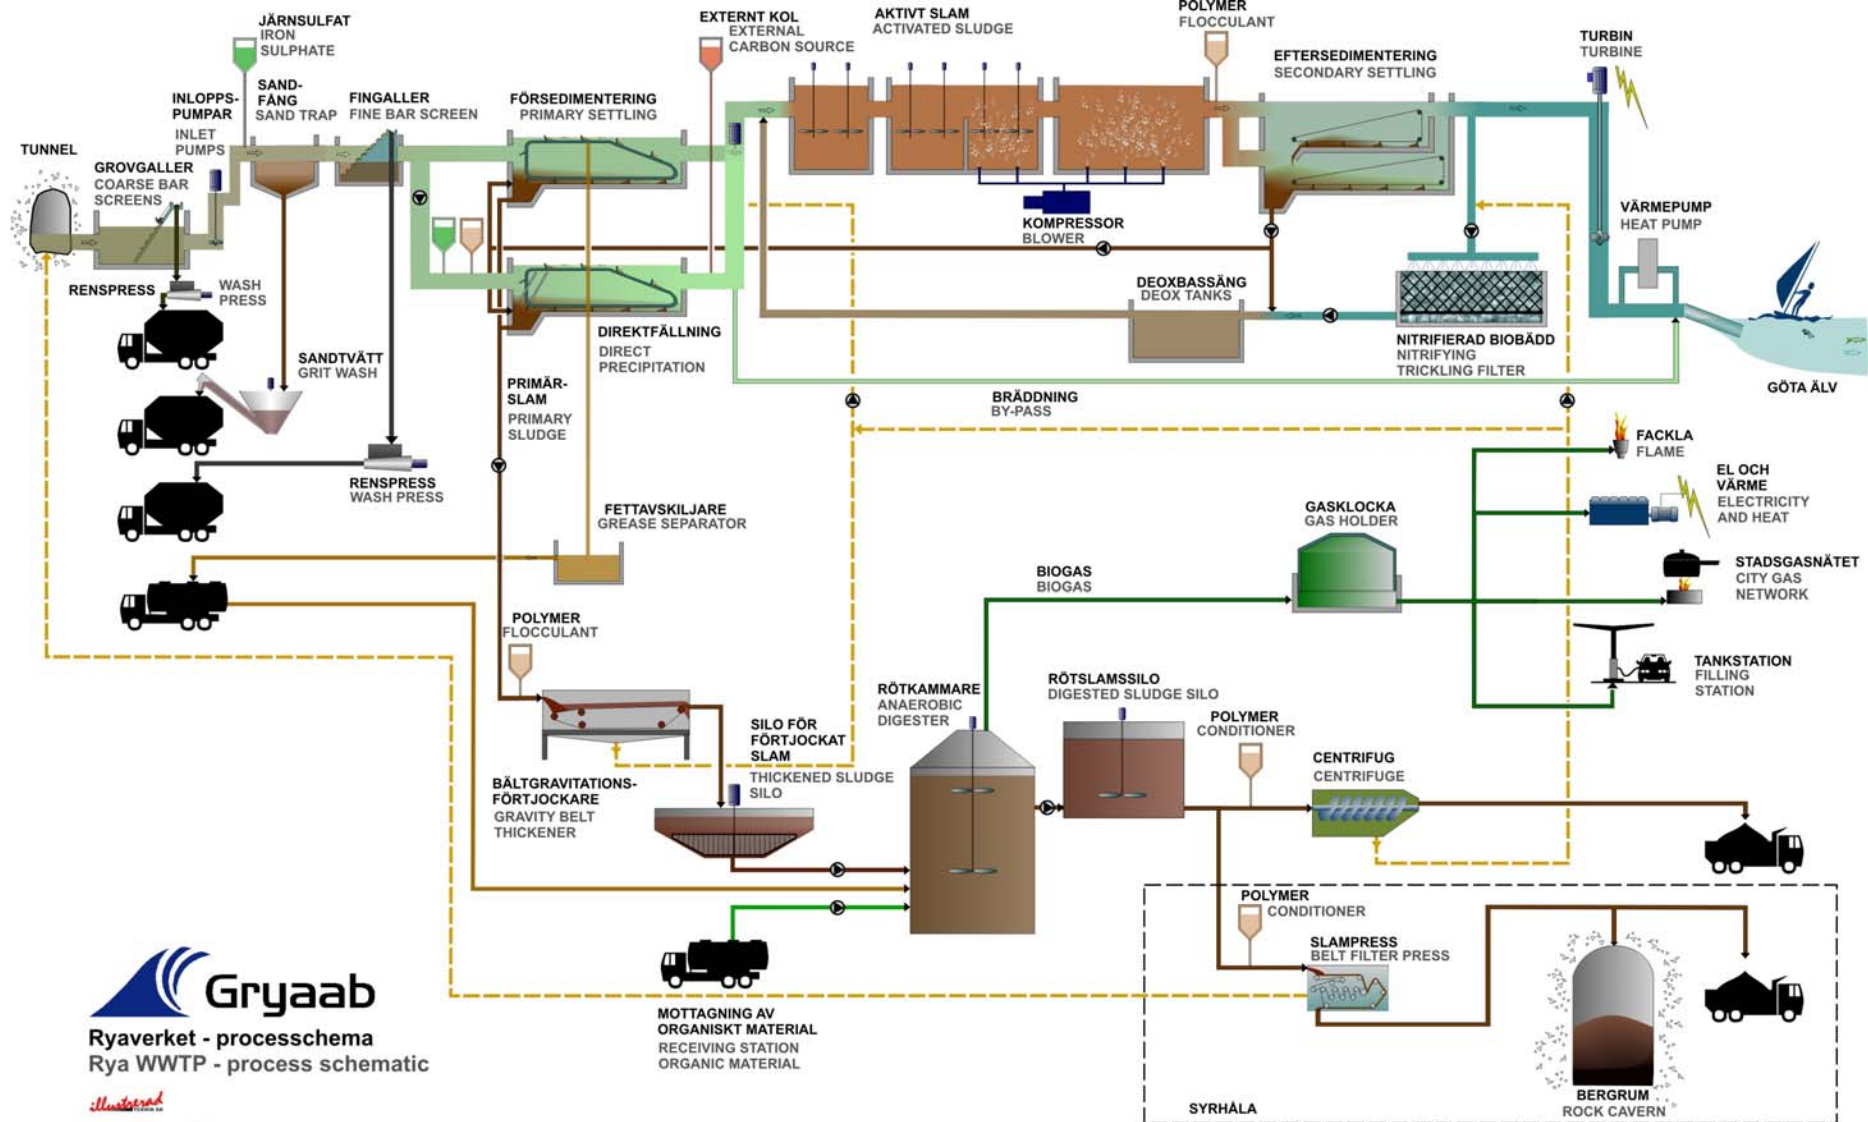 JÄRNSULFAT
IRON
SULPHATE
EXTERNT KOL
EXTERNAL
CARBON SOURCE
AKTIVT SLAM
ACTIVATED SLUDGE
POLYMER
FLOCCULANT
EFTERSEDIMENTERING
SECONDARY SETTLING
TURBIN
TURBINE
TUNNEL
GROVGALLER
COARSE BAR
SCREENS
INLOPPS-
PUMPAR
INLET
PUMPS
SAND-
FÅNG
SAND TRAP
FINGALLER
FINE BAR SCREEN
FÖRSEDIMENTERING
PRIMARY SETTLING
KOMPRESSOR
BLOWER
VÄRMEPUMP
HEAT PUMP
RENSPRESS
WASH
PRESS
DEOXBASSÄNG
DEOX TANKS
DIREKTFÄLLNING
DIRECT
PRECIPITATION
NITRIFIERAD BIOBÄDD
NITRIFYING
TRICKLING FILTER
GÖTA ÄLV
SANDTVÄTT
GRIT WASH
PRIMÄR-
SLAM
PRIMARY
SLUDGE
BRÄDDNING
BY-PASS
RENSPRESS
WASH PRESS
FACKLA
FLAME
EL OCH
VÄRME
ELECTRICITY
AND HEAT
FETTAVSKILJARE
GREASE SEPARATOR
GASKLOCKA
GAS HOLDER
STADSGASNÄTET
CITY GAS
NETWORK
BIOGAS
BIOGAS
POLYMER
FLOCCULANT
TANKSTATION
FILLING
STATION
RÖTKAMMARE
ANAEROBIC
DIGESTER
RÖTSLAMSSILO
DIGESTED SLUDGE SILO
POLYMER
CONDITIONER
SILO FÖR
FÖRTJOCKAT
SLAM
THICKENED SLUDGE
SILO
BÄLTGRAVITATIONS-
FÖRTJOCKARE
GRAVITY BELT
THICKENER
CENTRIFUG
CENTRIFUGE
POLYMER
CONDITIONER
SLAMPRESS
BELT FILTER PRESS
Gryaab
Ryaverket - processchema
Rya WWTP - process schematic
illustrerad
TEKNIK AB
MOTTAGNING AV
ORGANISKT MATERIAL
RECEIVING STATION
ORGANIC MATERIAL
SYRHÅLA
BERGRUM
ROCK CAVERN